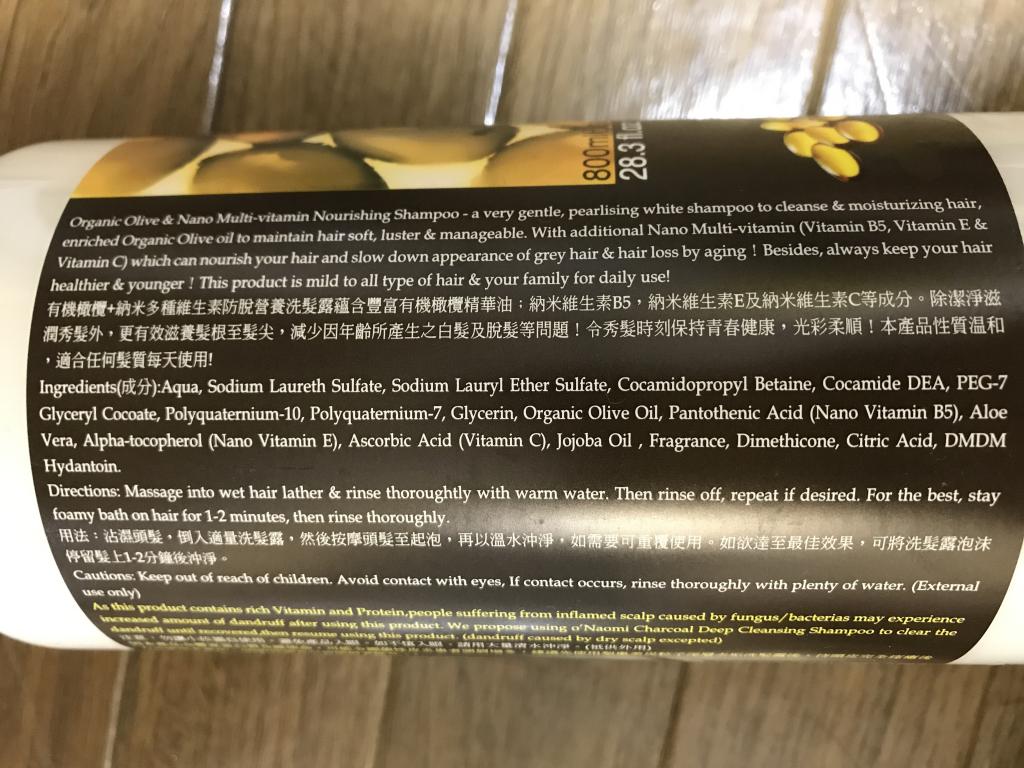 800ml
28.3 fl.oz
Organic Olive & Nano Multi-vitamin Nourishing Shampoo - a very gentle, pearlising white shampoo to cleanse & moisturizing hair,
enriched Organic Olive oil to maintain hair soft, luster & manageable. With additional Nano Multi-vitamin (Vitamin B5, Vitamin E &
Vitamin C) which can nourish your hair and slow down appearance of grey hair & hair loss by aging ! Besides, always keep your hair
healthier & younger ! This product is mild to all type of hair & your family for daily use!
有機橄欖+納米多種維生素防脫營養洗髮露蘊含豐富有機橄欖精華油；納米維生素B5，納米維生素E及納米維生素C等成分。除潔淨滋
潤秀髮外，更有效滋養髮根至髮尖，減少因年齡所產生之白髮及脫髮等問題！令秀髮時刻保持青春健康，光彩柔順！本產品性質溫和
，適合任何髮質每天使用!
Ingredients(成分):Aqua, Sodium Laureth Sulfate, Sodium Lauryl Ether Sulfate, Cocamidopropyl Betaine, Cocamide DEA, PEG-7
Glyceryl Cocoate, Polyquaternium-10, Polyquaternium-7, Glycerin, Organic Olive Oil, Pantothenic Acid (Nano Vitamin B5), Aloe
Vera, Alpha-tocopherol (Nano Vitamin E), Ascorbic Acid (Vitamin C), Jojoba Oil , Fragrance, Dimethicone, Citric Acid, DMDM
Hydantoin.
Directions: Massage into wet hair lather & rinse thoroughtly with warm water. Then rinse off, repeat if desired. For the best, stay
foamy bath on hair for 1-2 minutes, then rinse thoroughly.
用法：沾濕頭髮，倒入適量洗髮露，然後按摩頭髮至起泡，再以溫水沖淨，如需要可重覆使用。如欲達至最佳效果，可將洗髮露泡沫
停留髮上1-2分鐘後沖淨。
Cautions: Keep out of reach of children. Avoid contact with eyes, If contact occurs, rinse thoroughly with plenty of water. (External
use only)
As this product contains rich Vitamin and Protein,people suffering from inflamed scalp caused by fungus/bacterias may experience
increased amount of dandruff after using this product. We propose using o'Naomi Charcoal Deep Cleansing Shampoo to clear the
dandruff until recovered,then resume using this product. (dandruff caused by dry scalp excepted)
請用大量清水沖淨。(祇供外用)